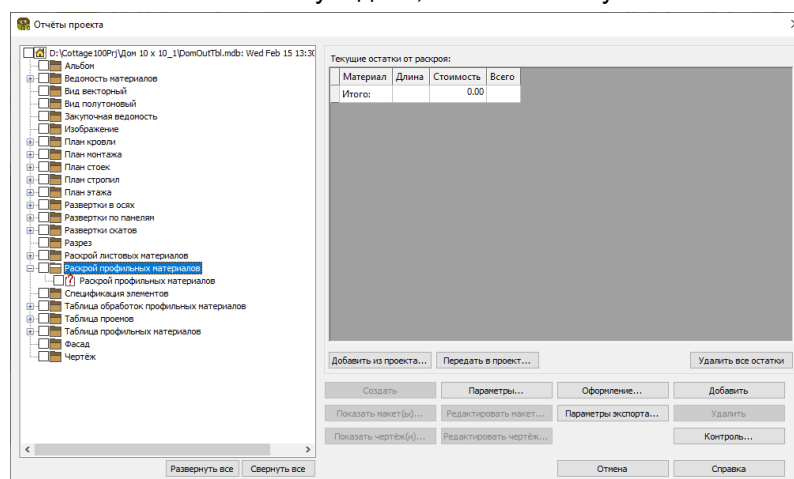 Отчёты проекта
D:\Cottage100Prj\Дон 10 x 10_1\DomOutTbl.mdb: Wed Feb 15 13:30
Альбом
Ведомость материалов
Вид векторный
Вид полутоновый
Закупочная ведомость
Изображение
План кровли
План монтажа
План стоек
План стропил
План этажа
Развертки в осях
Развертки по панелям
Развертки скатов
Разрез
Раскрой листовых материалов
Раскрой профильных материалов
Раскрой профильных материалов
Спецификация элементов
Таблица обработок профильных материалов
Таблица проемов
Таблица профильных материалов
Фасад
Чертёж
Развернуть все Свернуть все
Текущие остатки от раскроя:
Материал Длина Стоимость Всего
Итого: 0.00
Добавить из проекта... Передать в проект... Удалить все остатки
Создать Параметры... Оформление... Добавить
Показать макет(ы)... Редактировать макет... Параметры экспорта... Удалить
Показать чертёж(и)... Редактировать чертёж... Контроль...
Отмена Справка